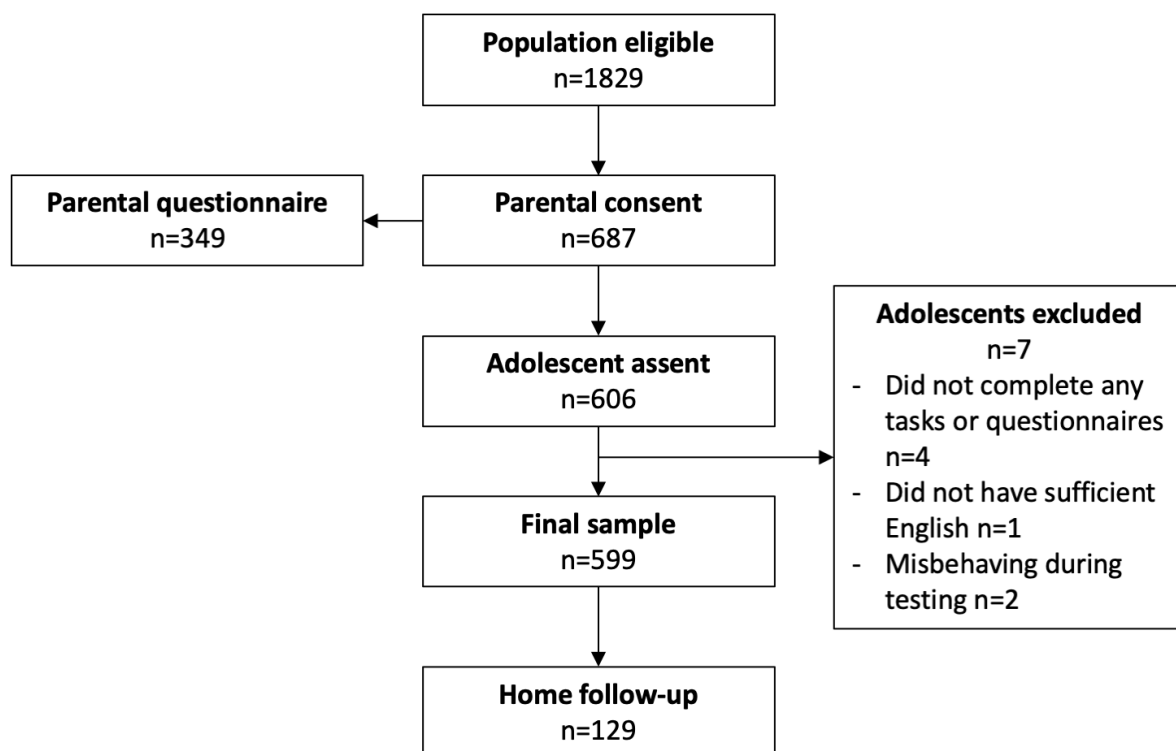 Population eligible
n=1829
Parental questionnaire
n=349
Parental consent
n=687
Adolescent assent
n=606
Adolescents excluded
n=7
- Did not complete any
tasks or questionnaires
n=4
- Did not have sufficient
English n=1
- Misbehaving during
testing n=2
Final sample
n=599
Home follow-up
n=129